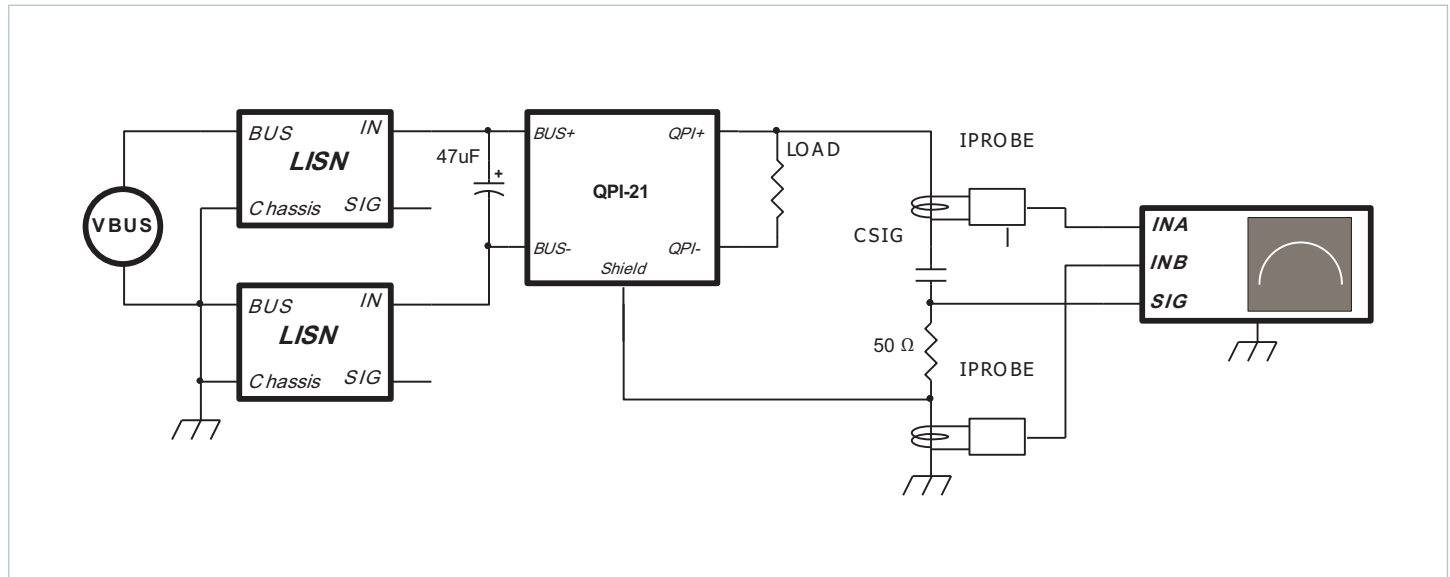 BUS
IN
LISN
Chassis
SIG
VBUS
BUS
IN
LISN
Chassis
SIG
47uF
+
BUS+
QPI+
QPI-21
BUS-
QPI-
Shield
LOAD
IPROBE
CSIG
50 Ω
IPROBE
INA
INB
SIG